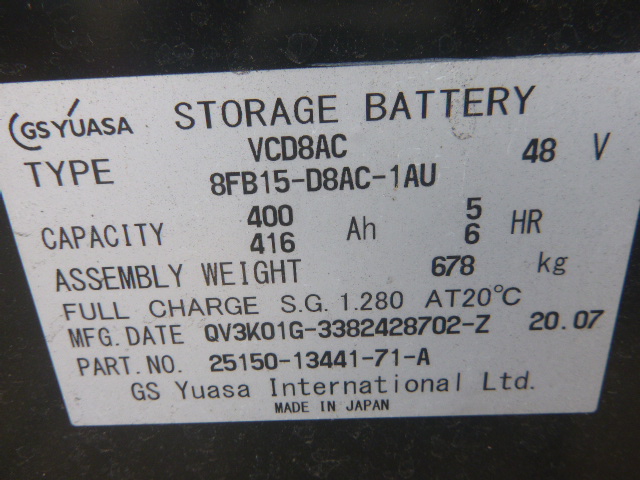 GS YUASA STORAGE BATTERY
TYPE VCD8AC 48 V
8FB15-D8AC-1AU
CAPACITY 400 Ah 5 HR
416 6
ASSEMBLY WEIGHT 678 kg
FULL CHARGE S.G. 1.280 AT20℃
MFG.DATE QV3K01G-3382428702-Z 20.07
PART.NO. 25150-13441-71-A
GS Yuasa International Ltd.
MADE IN JAPAN